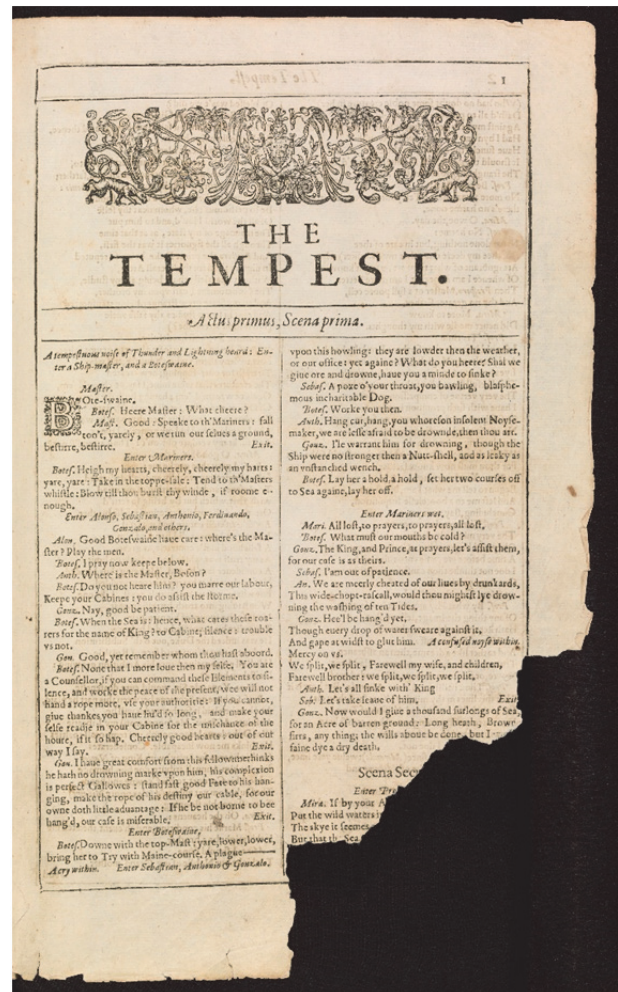 1
THE
TEMPEST.
Actus primus, Scena prima.
A tempestuous noise of Thunder and Lightning heard: En-
ter a Ship-master, and a Boteswaine.
Master.
BOte-swaine.
Botes. Heere Master: What cheere?
Mast. Good: Speake to th'Mariners: fall
too't, yarely, or we run our selues a ground,
bestirre, bestirre. Exit.
Enter Mariners.
Botes. Heigh my hearts, cheerely, cheerely my harts:
yare, yare: Take in the toppe-sale: Tend to th'Masters
whistle: Blow till thou burst thy winde, if roome e-
nough.
Enter Alonso, Sebastian, Anthonio, Ferdinando,
Gonzalo, and others.
Alon. Good Boteswaine haue care: where's the Ma-
ster? Play the men.
Botes. I pray now keepe below.
Anth. Where is the Master, Boson?
Botes. Do you not heare him? you marre our labour,
Keepe your Cabines: you do assist the storme.
Gonz. Nay, good be patient.
Botes. When the Sea is: hence, what cares these roa-
rers for the name of King? to Cabine; silence: trouble
vs not.
Gon. Good, yet remember whom thou hast aboord.
Botes. None that I more loue then my selfe. You are
a Counsellor, if you can command these Elements to si-
lence, and worke the peace of the present, wee will not
hand a rope more, vse your authoritie: If you cannot,
giue thankes you haue liu'd so long, and make your
selfe readie in your Cabine for the mischance of the
houre, if it so hap. Cheerely good hearts: out of our
way I say. Exit.
Gon. I haue great comfort from this fellow: methinks
he hath no drowning marke vpon him, his complexion
is perfect Gallowes: stand fast good Fate to his han-
ging, make the rope of his destiny our cable, for our
owne doth little aduantage: If he be not borne to bee
hang'd, our case is miserable. Exit.
Enter Boteswaine,
Botes. Downe with the top-Mast: yare, lower, lower,
bring her to Try with Maine-course. A plague
A cry within. Enter Sebastian, Anthonio & Gonzalo.
vpon this howling: they are lowder then the weather,
or our office: yet againe? What do you heere? Shal we
giue ore and drowne, haue you a minde to sinke?
Sebas. A poxe o'your throat, you bawling, blasphe-
mous incharitable Dog.
Botes. Worke you then.
Anth. Hang cur, hang, you whoreson insolent Noyse-
maker, we are lesse afraid to be drownde, then thou art.
Gonz. I'le warrant him for drowning, though the
Ship were no stronger then a Nutt-shell, and as leaky as
an vnstanched wench.
Botes. Lay her a hold, a hold, set her two courses off
to Sea againe, lay her off.
Enter Mariners wet.
Mari. All lost, to prayers, to prayers, all lost.
Botes. What must our mouths be cold?
Gonz. The King, and Prince, at prayers, let's assist them,
for our case is as theirs.
Sebas. I'am out of patience.
An. We are meerly cheated of our liues by drunkards,
This wide-chopt-rascall, would thou mightst lye drow-
ning the washing of ten Tides.
Gonz. Hee'l be hang'd yet,
Though euery drop of water sweare against it,
And gape at widst to glut him. A confused noyse within.
Mercy on vs.
We split, we split, Farewell my wife, and children,
Farewell brother: we split, we split, we split.
Anth. Let's all sinke with' King
Seb. Let's take leaue of him. Exit
Gonz. Now would I giue a thousand furlongs of Sea,
for an Acre of barren ground: Long heath, Browne
firrs, any thing; the wills aboue be done, but I
faine dye a dry death.
Scena Sec
Enter Pro
Mira. If by your A
Put the wild waters i
The skye it seemes
But that th Sea